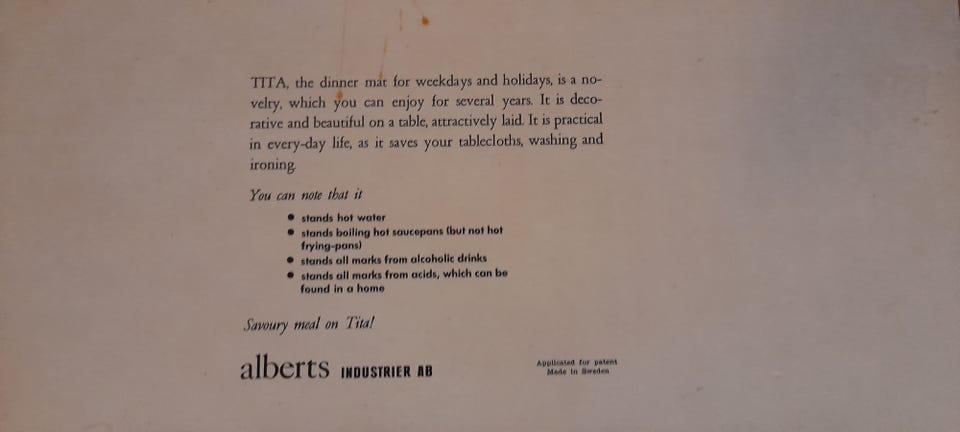 TITA, the dinner mat for weekdays and holidays, is a no-
velty, which you can enjoy for several years. It is deco-
rative and beautiful on a table, attractively laid. It is practical
in every-day life, as it saves your tablecloths, washing and
ironing.
You can note that it
● stands hot water
● stands boiling hot saucepans (but not hot
frying-pans)
● stands all marks from alcoholic drinks
● stands all marks from acids, which can be
found in a home
Savoury meal on Tita!
alberts INDUSTRIER AB
Applicated for patent
Made in Sweden